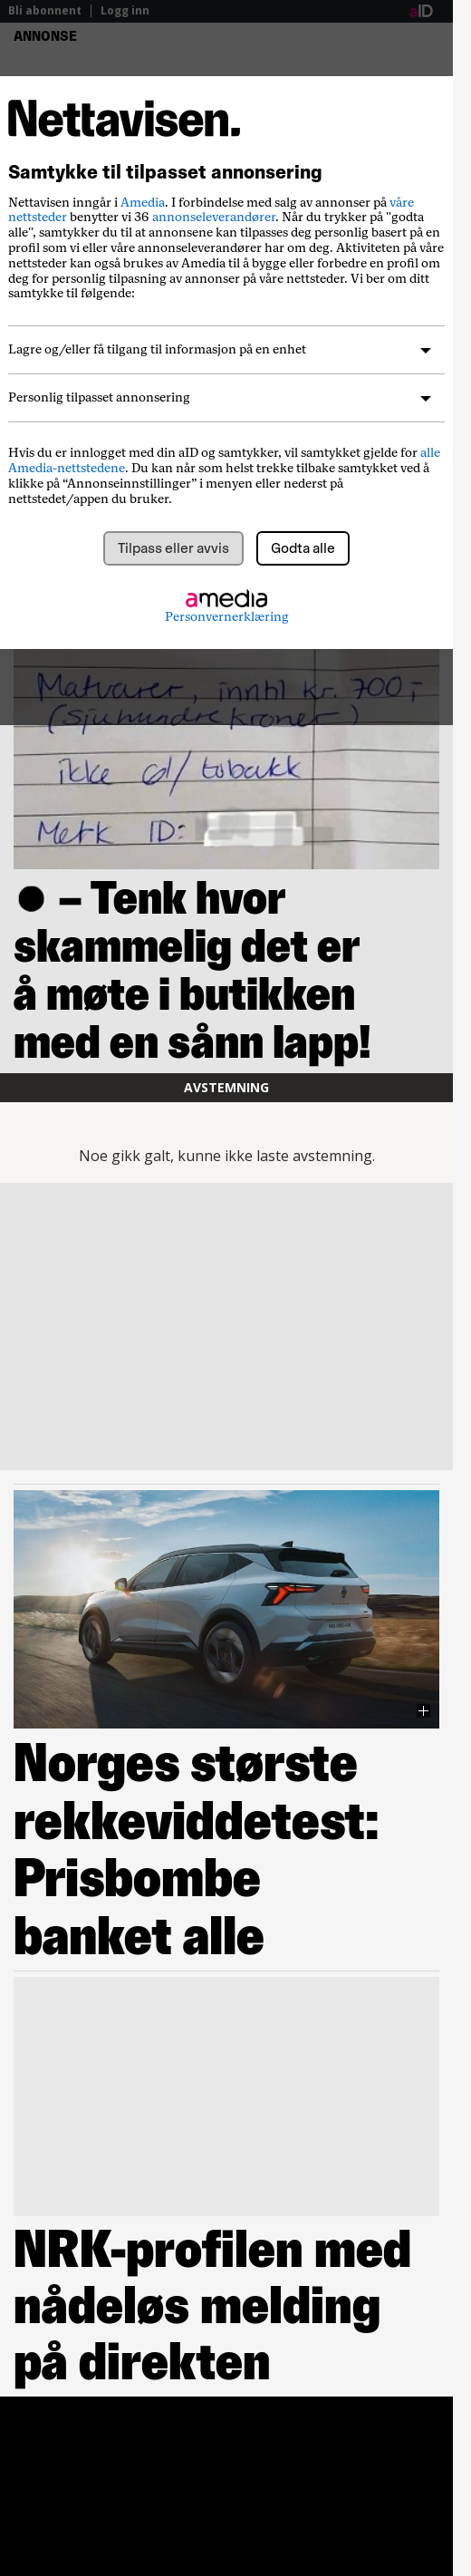 Bli abonnent | Logg inn
aID
ANNONSE
Nettavisen.
Samtykke til tilpasset annonsering
Nettavisen inngår i Amedia. I forbindelse med salg av annonser på våre
nettsteder benytter vi 36 annonseleverandører. Når du trykker på "godta
alle", samtykker du til at annonsene kan tilpasses deg personlig basert på en
profil som vi eller våre annonseleverandører har om deg. Aktiviteten på våre
nettsteder kan også brukes av Amedia til å bygge eller forbedre en profil om
deg for personlig tilpasning av annonser på våre nettsteder. Vi ber om ditt
samtykke til følgende:
Lagre og/eller få tilgang til informasjon på en enhet
Personlig tilpasset annonsering
Hvis du er innlogget med din aID og samtykker, vil samtykket gjelde for alle
Amedia-nettstedene. Du kan når som helst trekke tilbake samtykket ved å
klikke på “Annonseinnstillinger” i menyen eller nederst på
nettstedet/appen du bruker.
Tilpass eller avvis
Godta alle
amedia
Personvernerklæring
Matvarer, inntil kr. 700,-
(Sjuhundrekroner)
ikke øl/tobakk
Merk ID:
● – Tenk hvor
skammelig det er
å møte i butikken
med en sånn lapp!
AVSTEMNING
Noe gikk galt, kunne ikke laste avstemning.
Norges største
rekkeviddetest:
Prisbombe
banket alle
NRK-profilen med
nådeløs melding
på direkten